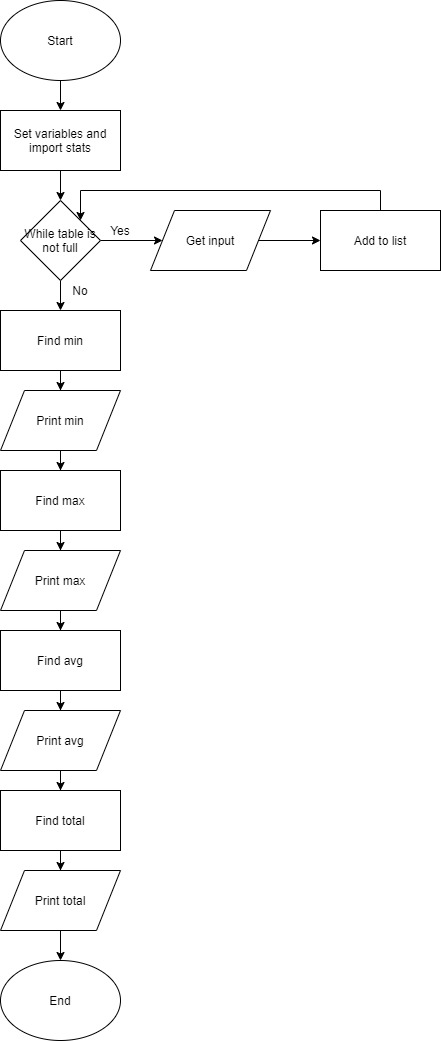 Start
Set variables and
import stats
While table is
not full
Yes
Get input
Add to list
No
Find min
Print min
Find max
Print max
Find avg
Print avg
Find total
Print total
End